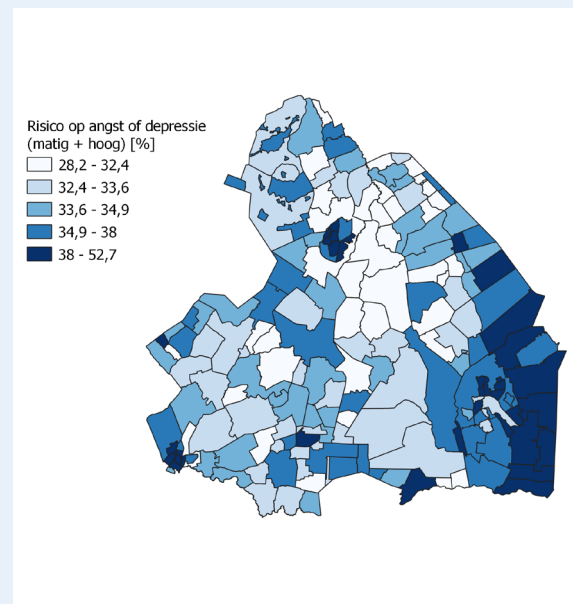 Risico op angst of depressie
(matig + hoog) [%]
28,2 - 32,4
32,4 - 33,6
33,6 - 34,9
34,9 - 38
38 - 52,7